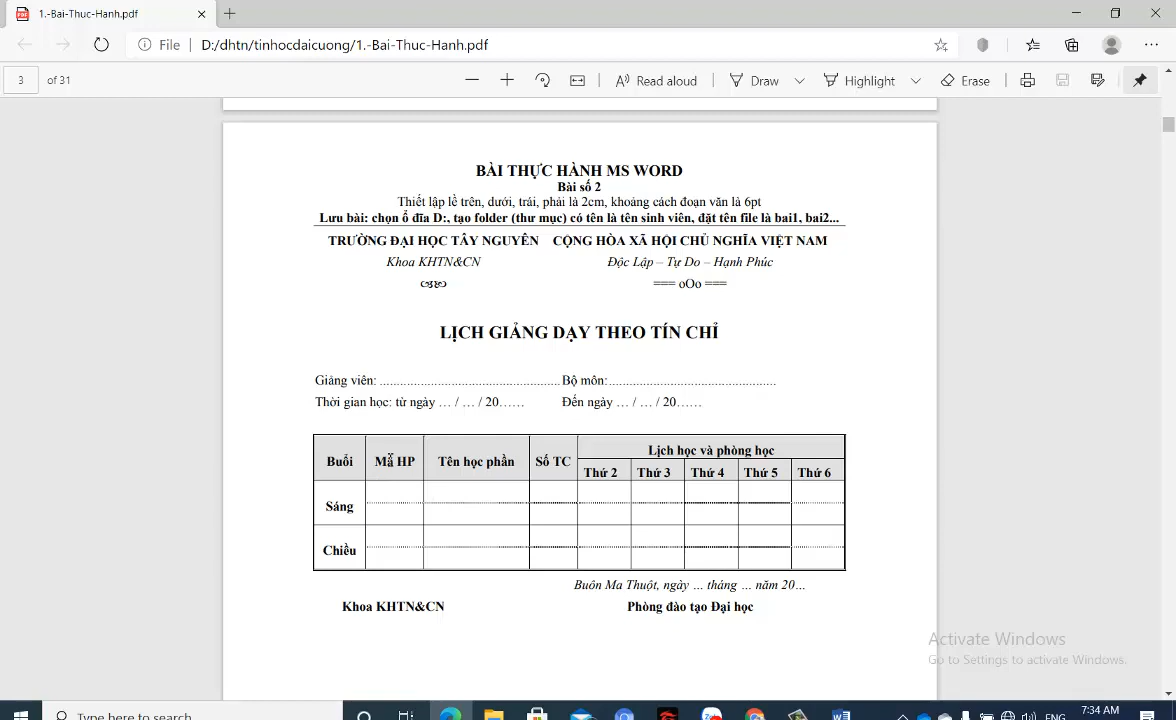 1.-Bai-Thuc-Hanh.pdf
File | D:/dhtn/tinhocdaicuong/1.-Bai-Thuc-Hanh.pdf
3 of 31 Read aloud Draw Highlight Erase
BÀI THỰC HÀNH MS WORD
Bài số 2
Thiết lập lề trên, dưới, trái, phải là 2cm, khoảng cách đoạn văn là 6pt
Lưu bài: chọn ổ đĩa D:, tạo folder (thư mục) có tên là tên sinh viên, đặt tên file là bai1, bai2...
TRƯỜNG ĐẠI HỌC TÂY NGUYÊN CỘNG HÒA XÃ HỘI CHỦ NGHĨA VIỆT NAM
Khoa KHTN&CN Độc Lập – Tự Do – Hạnh Phúc
=== oOo ===
LỊCH GIẢNG DẠY THEO TÍN CHỈ
Giảng viên: ...................................................... Bộ môn:..................................................
Thời gian học: từ ngày … / … / 20…… Đến ngày … / … / 20……
Buổi Mã HP Tên học phần Số TC Lịch học và phòng học
Thứ 2 Thứ 3 Thứ 4 Thứ 5 Thứ 6
Sáng
Chiều
Buôn Ma Thuột, ngày ... tháng ... năm 20...
Khoa KHTN&CN Phòng đào tạo Đại học
Activate Windows
Go to Settings to activate Windows.
Type here to search
ENG 7:34 AM